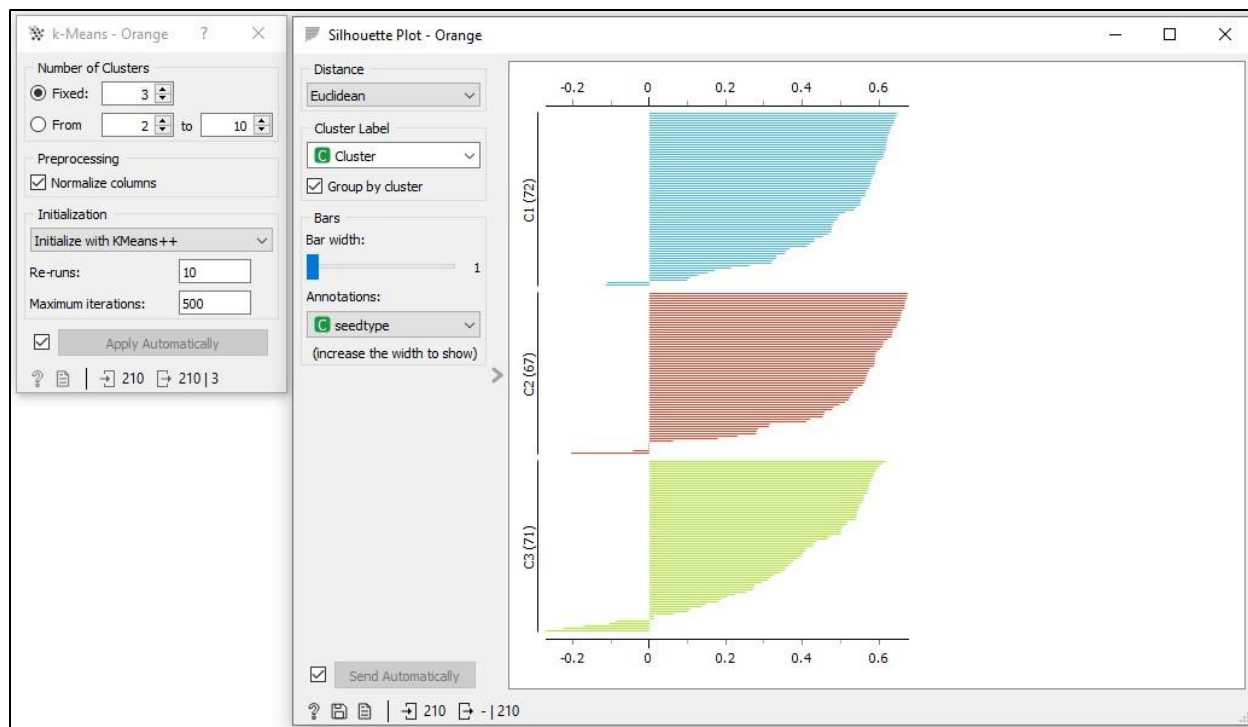 k-Means - Orange ? ×
Number of Clusters
Fixed: 3
From 2 to 10
Preprocessing
Normalize columns
Initialization
Initialize with KMeans++
Re-runs: 10
Maximum iterations: 500
Apply Automatically
? 210 210 | 3
Silhouette Plot - Orange
Distance
Euclidean
Cluster Label
C Cluster
Group by cluster
Bars
Bar width:
1
Annotations:
C seedtype
(increase the width to show)
>
Send Automatically
? 210 - | 210
-0.2 0 0.2 0.4 0.6
C1 (72)
C2 (67)
C3 (71)
-0.2 0 0.2 0.4 0.6